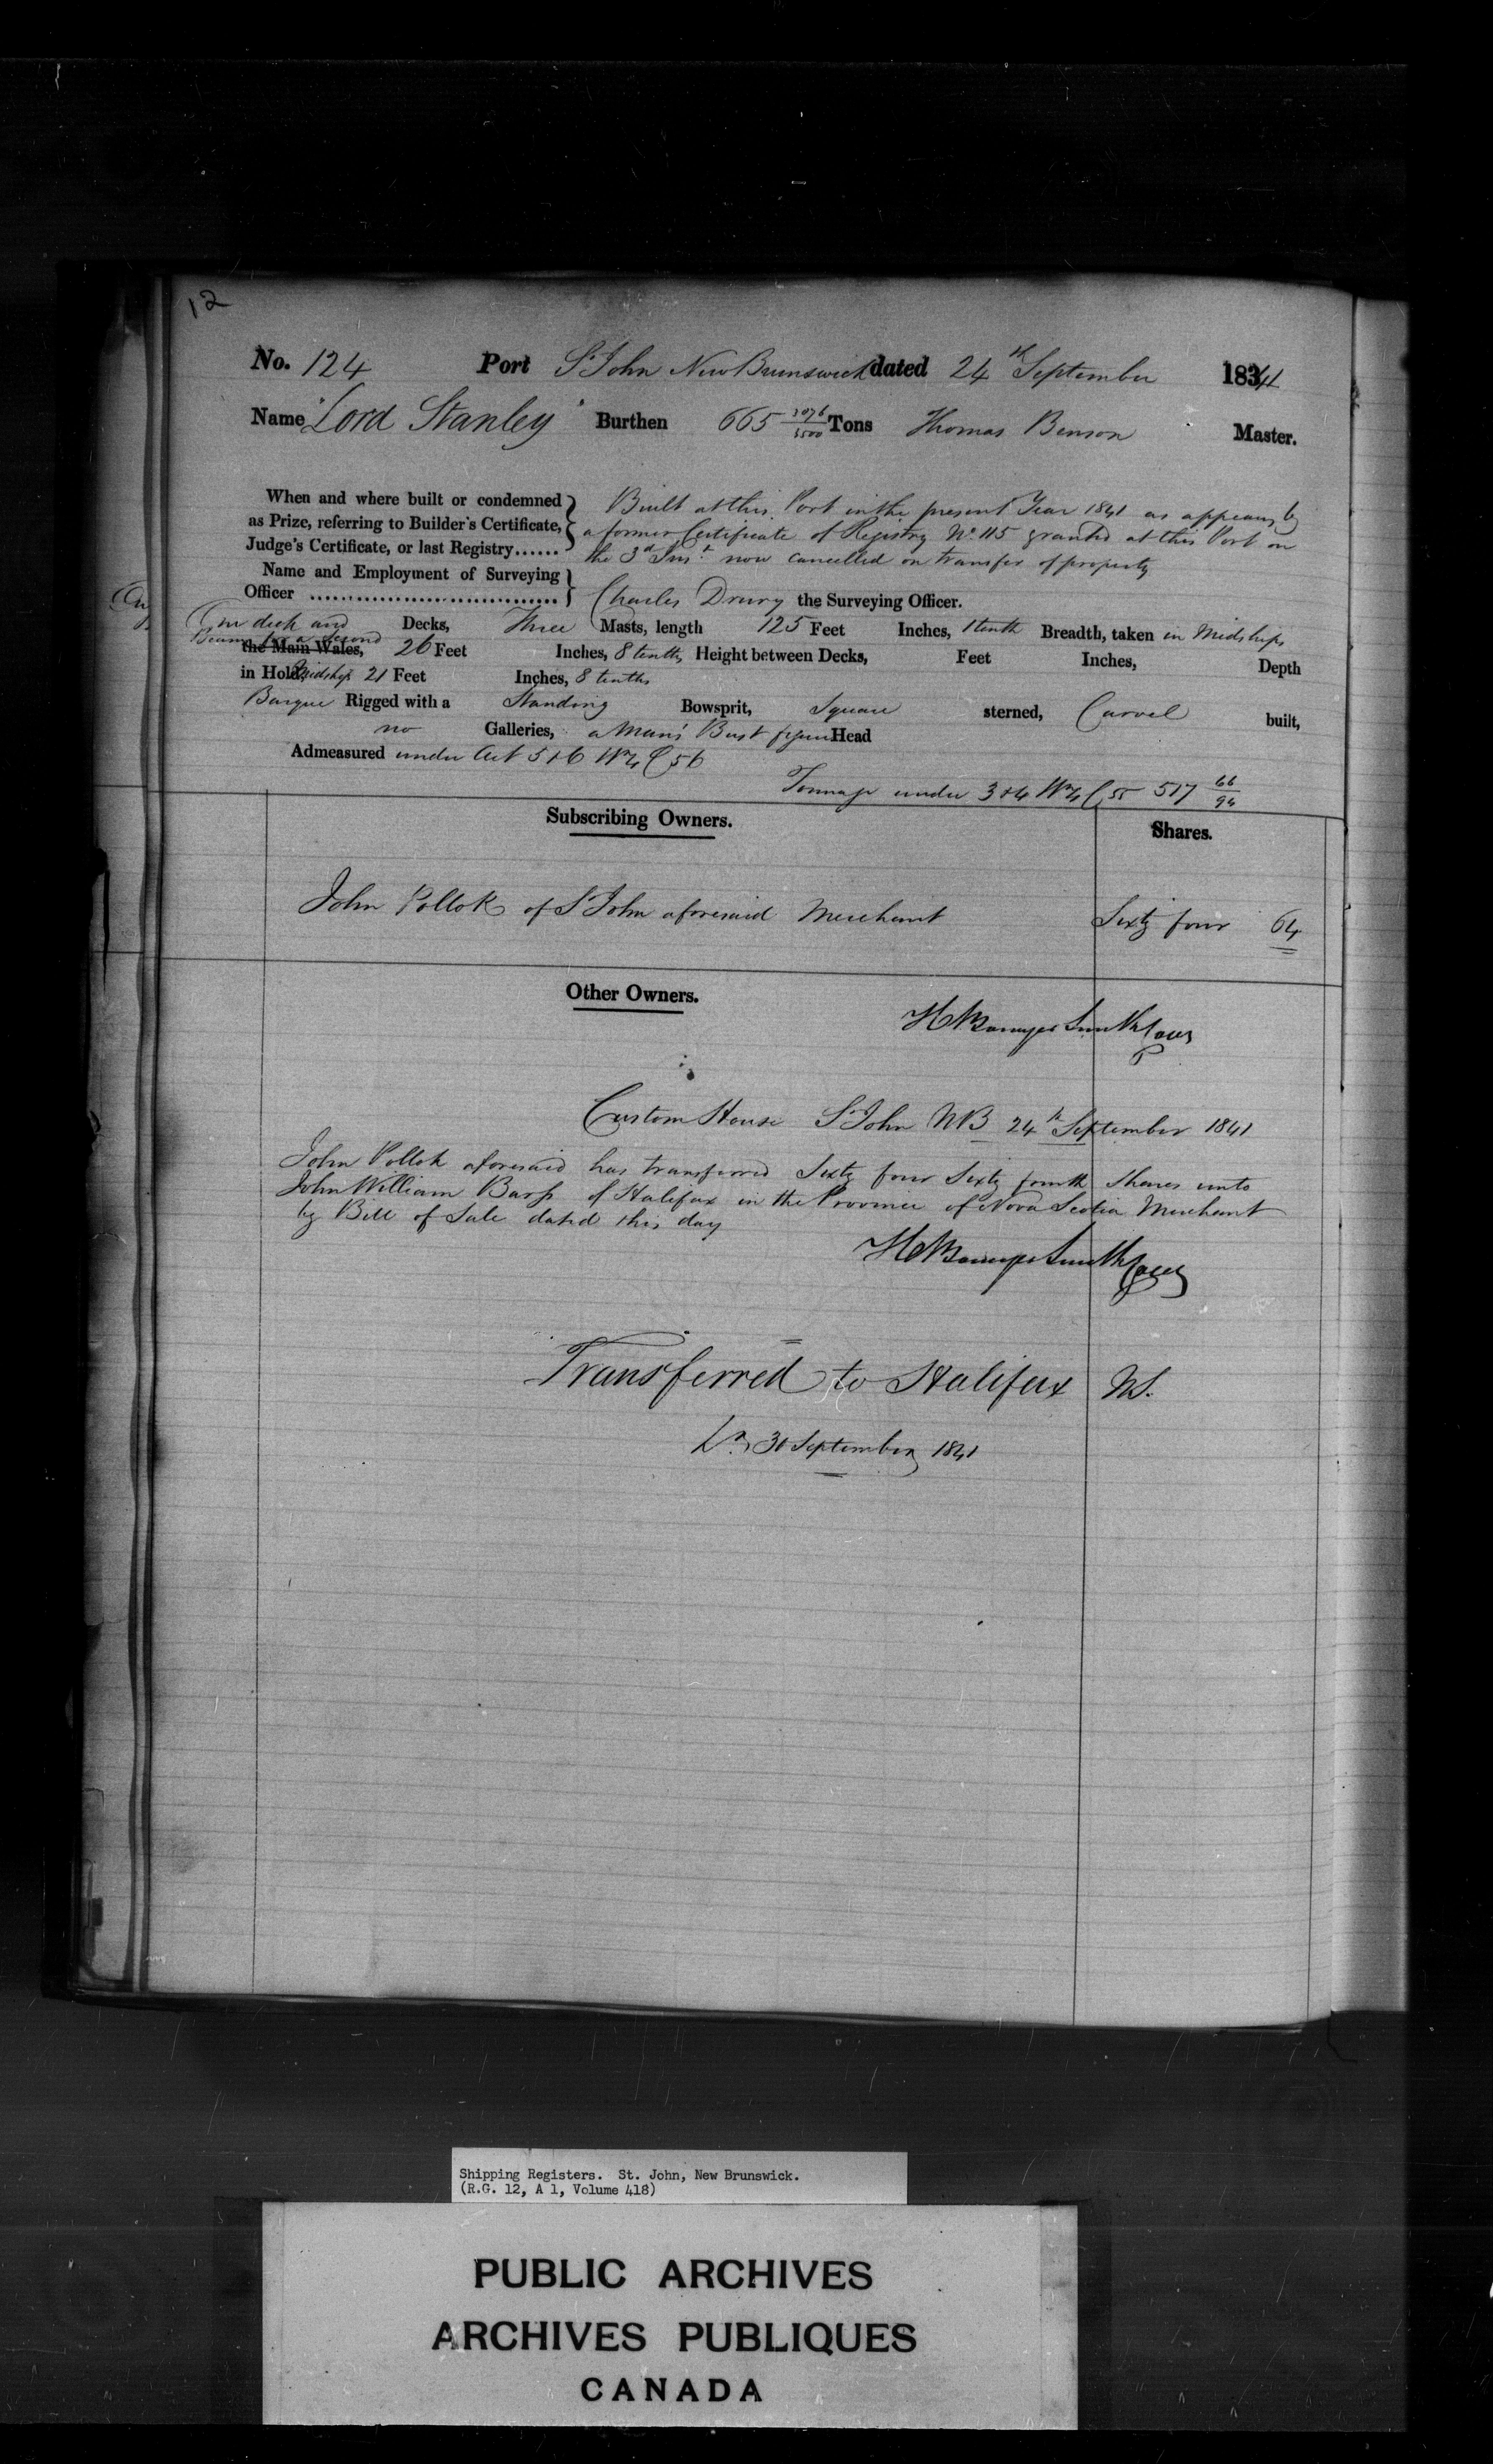 12
No. 124 Port St John New Brunswick dated 24th September 1841
Name "Lord Stanley" Burthen 665 3076/3500 Tons Thomas Benson Master.
When and where built or condemned
as Prize, referring to Builder's Certificate,
Judge's Certificate, or last Registry......
Built at this Port in the present Year 1841 as appears by
a former Certificate of Registry No 115 granted at this Port on
the 3d Inst now cancelled on transfer of property
Name and Employment of Surveying
Officer ................................ Charles Drury the Surveying Officer.
One deck and Decks, Three Masts, length 125 Feet Inches, 1 tenth Breadth, taken in Midships
Beams for a second
the Main Wales, 26 Feet Inches, 8 tenths Height between Decks, Feet Inches, Depth
in Hold Midships 21 Feet Inches, 8 tenths
Barque Rigged with a Standing Bowsprit, Square sterned, Carvel built,
no Galleries, a Man's Bust figure Head
Admeasured under Act 5 & 6 Wm 4 C 56
Tonnage under 3 & 4 Wm 4 C 55 517 66/94
Subscribing Owners. Shares.
John Pollok of St John aforesaid Merchant Sixty four 64
Other Owners.
H Bowyer Smith
Custom House St John NB 24th September 1841
John Pollok aforesaid has transferred Sixty four Sixty fourth Shares unto
John William Barss of Halifax in the Province of Nova Scotia Merchant
by Bill of Sale dated this day
H Bowyer Smith
Transferred to Halifax NS.
30 September 1841
Shipping Registers. St. John, New Brunswick.
(R.G. 12, A 1, Volume 418)
PUBLIC ARCHIVES
ARCHIVES PUBLIQUES
CANADA